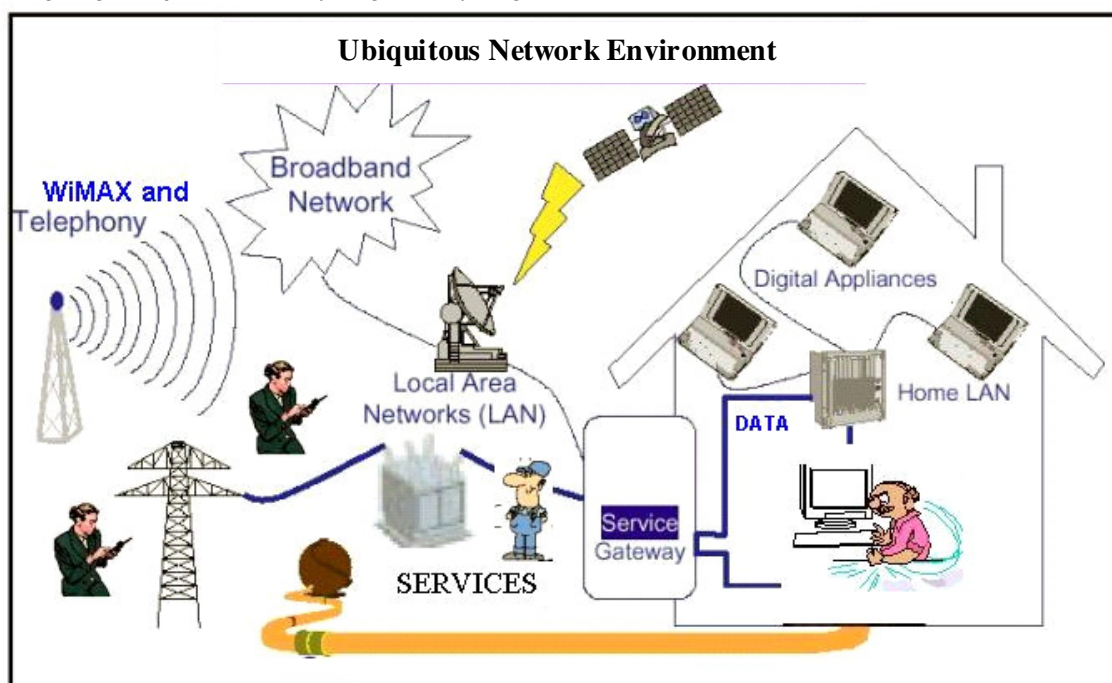 Ubiquitous Network Environment
Broadband
Network
WiMAX and
Telephony
Digital Appliances
Local Area
Networks (LAN)
Home LAN
DATA
Service
Gateway
SERVICES